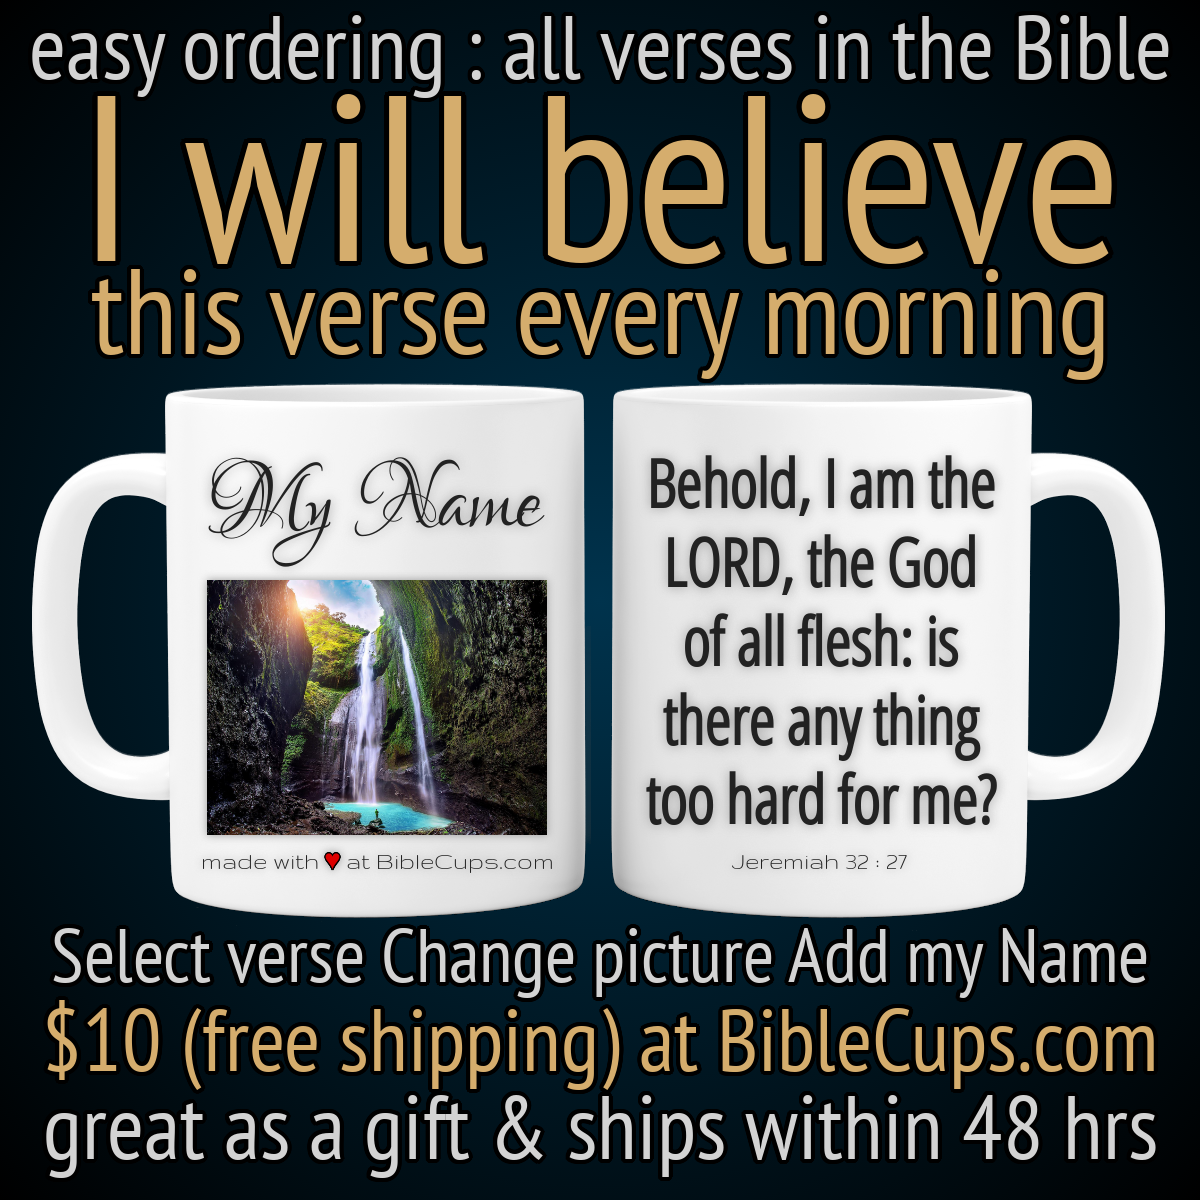 easy ordering : all verses in the Bible
I will believe
this verse every morning
My Name
made with ♥ at BibleCups.com
Behold, I am the
LORD, the God
of all flesh: is
there any thing
too hard for me?
Jeremiah 32 : 27
Select verse Change picture Add my Name
$10 (free shipping) at BibleCups.com
great as a gift & ships within 48 hrs